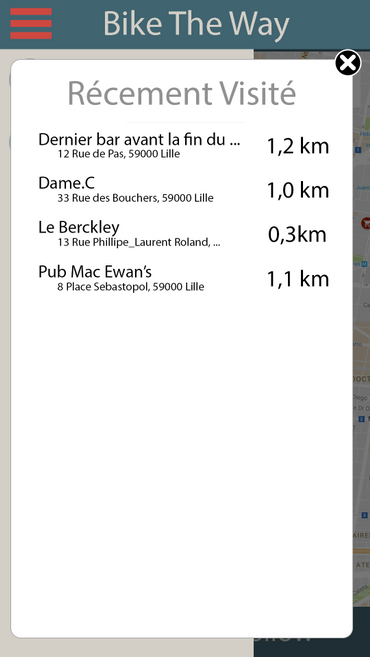 Bike The Way
Récement Visité
Dernier bar avant la fin du ...
12 Rue de Pas, 59000 Lille
1,2 km
Dame.C
33 Rue des Bouchers, 59000 Lille
1,0 km
Le Berckley
13 Rue Phillipe_Laurent Roland, ...
0,3km
Pub Mac Ewan's
8 Place Sebastopol, 59000 Lille
1,1 km